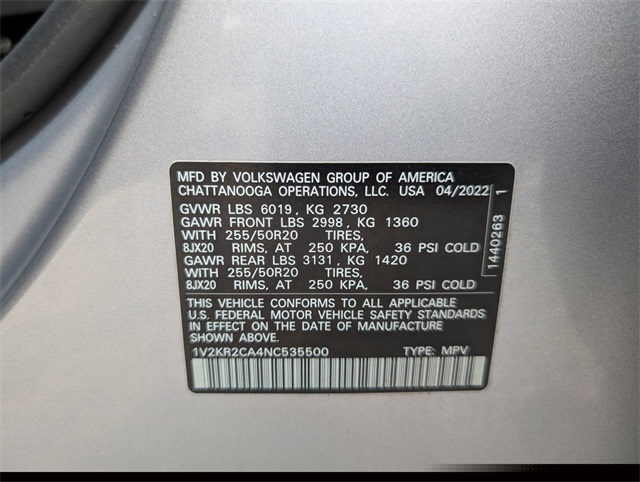 MFD BY VOLKSWAGEN GROUP OF AMERICA
CHATTANOOGA OPERATIONS, LLC. USA 04/2022
GVWR LBS 6019, KG 2730
GAWR FRONT LBS 2998, KG 1360
WITH 255/50R20 TIRES,
8JX20 RIMS, AT 250 KPA, 36 PSI COLD
GAWR REAR LBS 3131, KG 1420
WITH 255/50R20 TIRES,
8JX20 RIMS, AT 250 KPA, 36 PSI COLD
THIS VEHICLE CONFORMS TO ALL APPLICABLE
U.S. FEDERAL MOTOR VEHICLE SAFETY STANDARDS
IN EFFECT ON THE DATE OF MANUFACTURE
SHOWN ABOVE.
1V2KR2CA4NC535500 TYPE: MPV
1440263 1